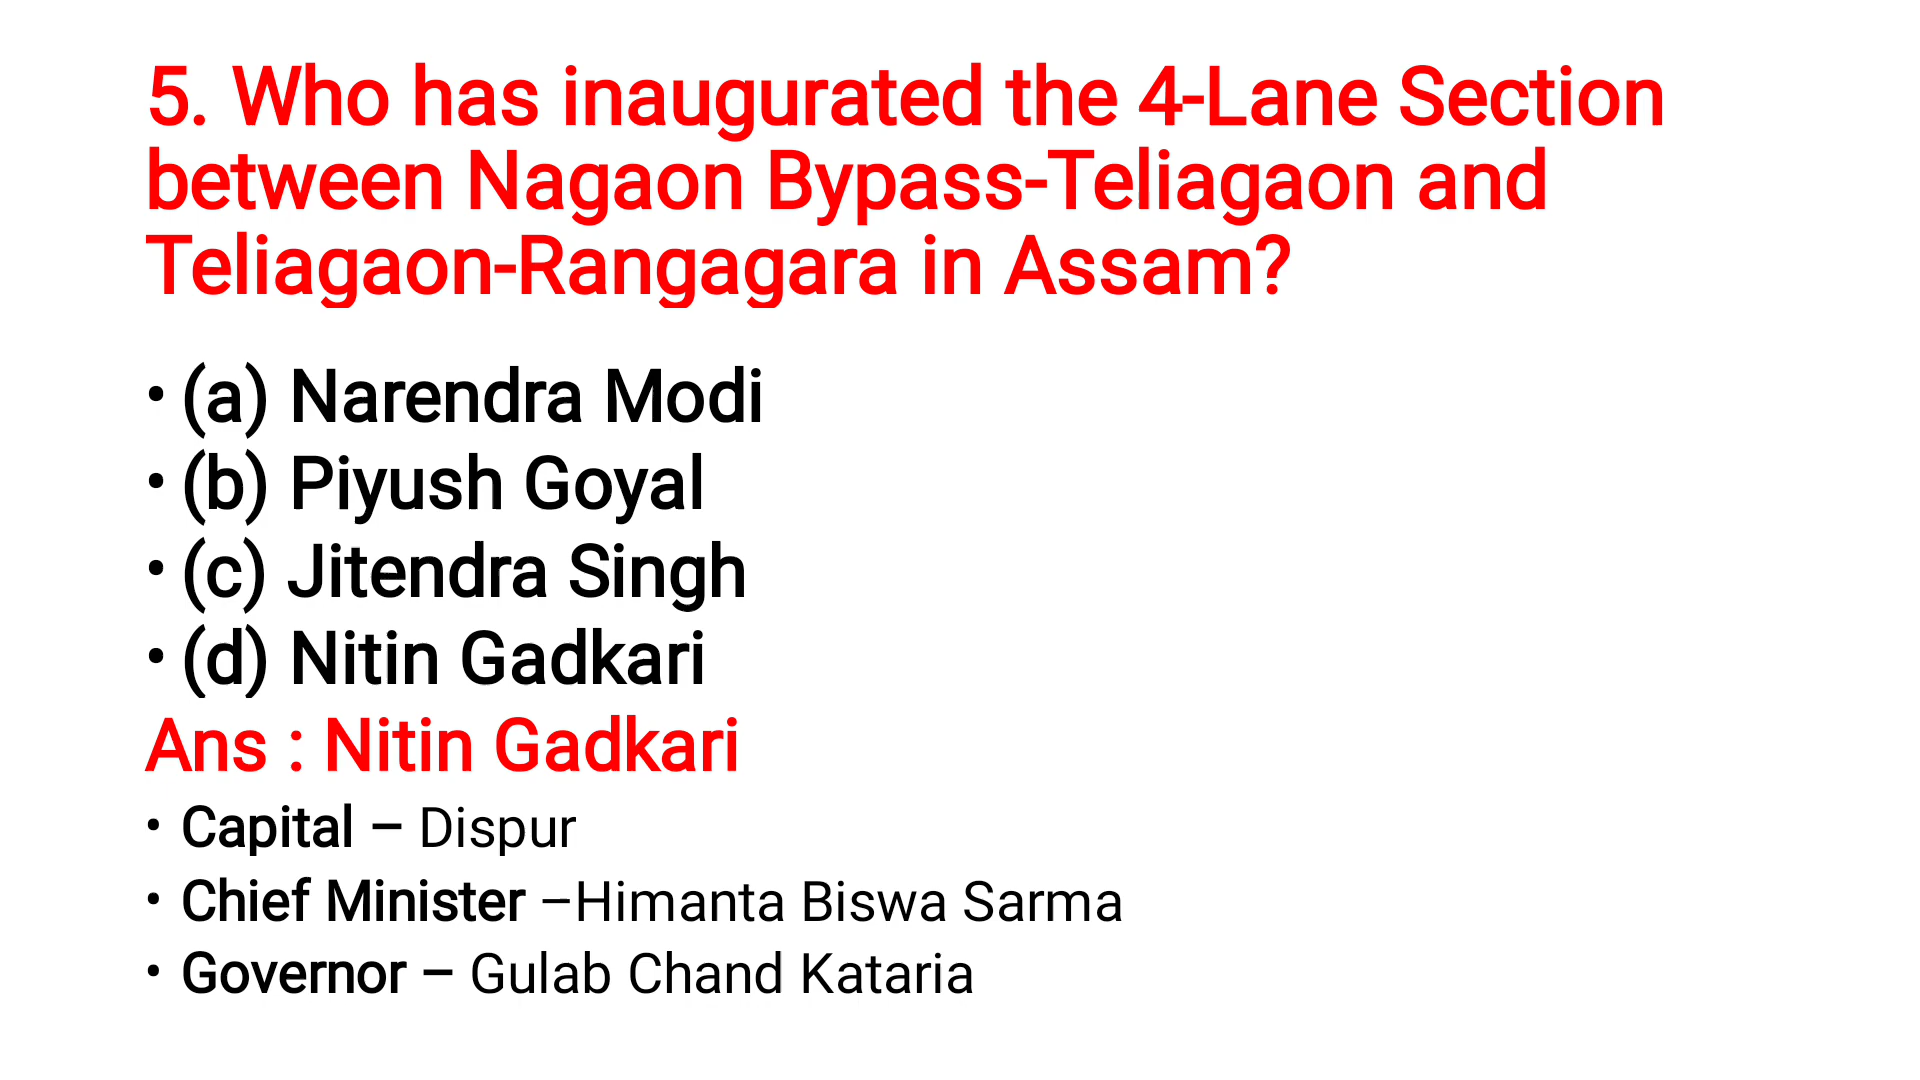 5. Who has inaugurated the 4-Lane Section
between Nagaon Bypass-Teliagaon and
Teliagaon-Rangagara in Assam?
• (a) Narendra Modi
• (b) Piyush Goyal
• (c) Jitendra Singh
• (d) Nitin Gadkari
Ans : Nitin Gadkari
• Capital – Dispur
• Chief Minister –Himanta Biswa Sarma
• Governor – Gulab Chand Kataria